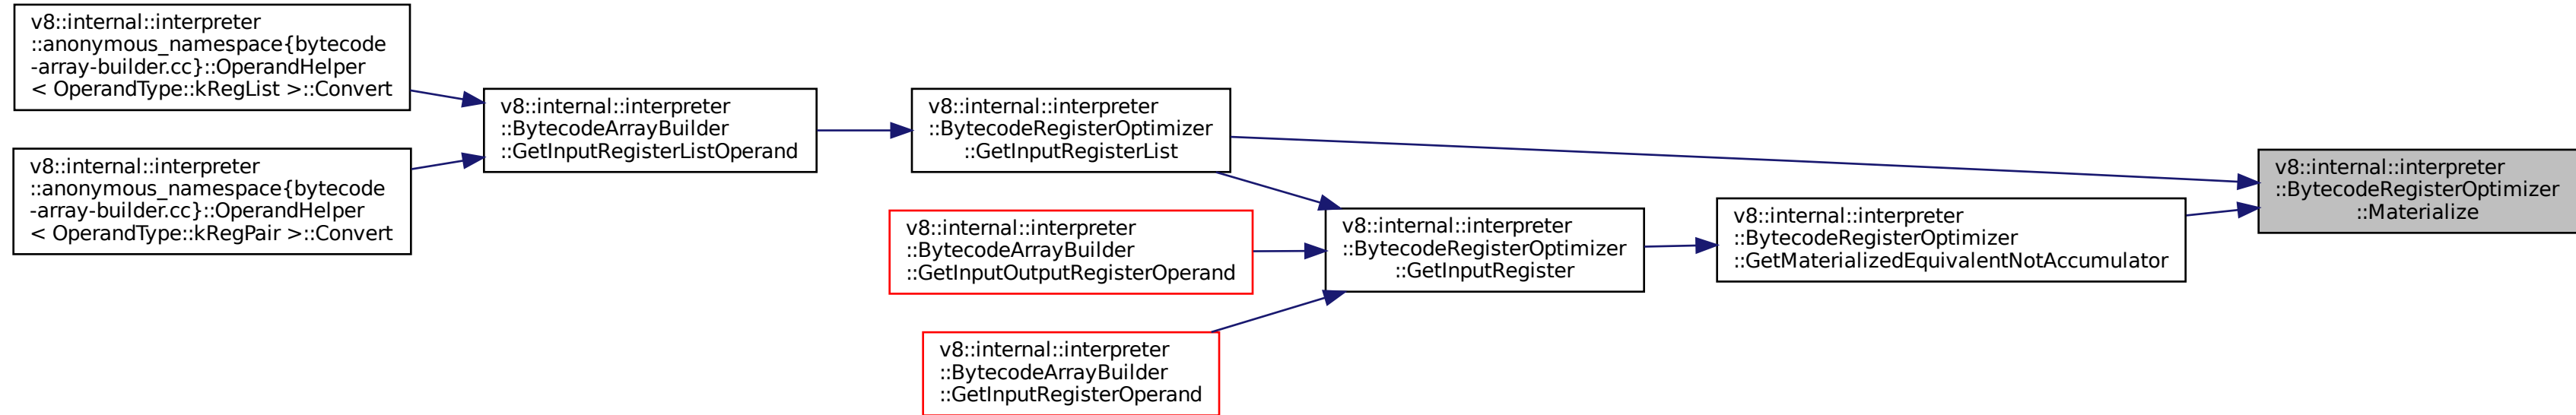 v8::internal::interpreter
::anonymous_namespace{bytecode
-array-builder.cc}::OperandHelper
< OperandType::kRegList >::Convert
v8::internal::interpreter
::anonymous_namespace{bytecode
-array-builder.cc}::OperandHelper
< OperandType::kRegPair >::Convert
v8::internal::interpreter
::BytecodeArrayBuilder
::GetInputRegisterListOperand
v8::internal::interpreter
::BytecodeRegisterOptimizer
::GetInputRegisterList
v8::internal::interpreter
::BytecodeArrayBuilder
::GetInputOutputRegisterOperand
v8::internal::interpreter
::BytecodeArrayBuilder
::GetInputRegisterOperand
v8::internal::interpreter
::BytecodeRegisterOptimizer
::GetInputRegister
v8::internal::interpreter
::BytecodeRegisterOptimizer
::GetMaterializedEquivalentNotAccumulator
v8::internal::interpreter
::BytecodeRegisterOptimizer
::Materialize